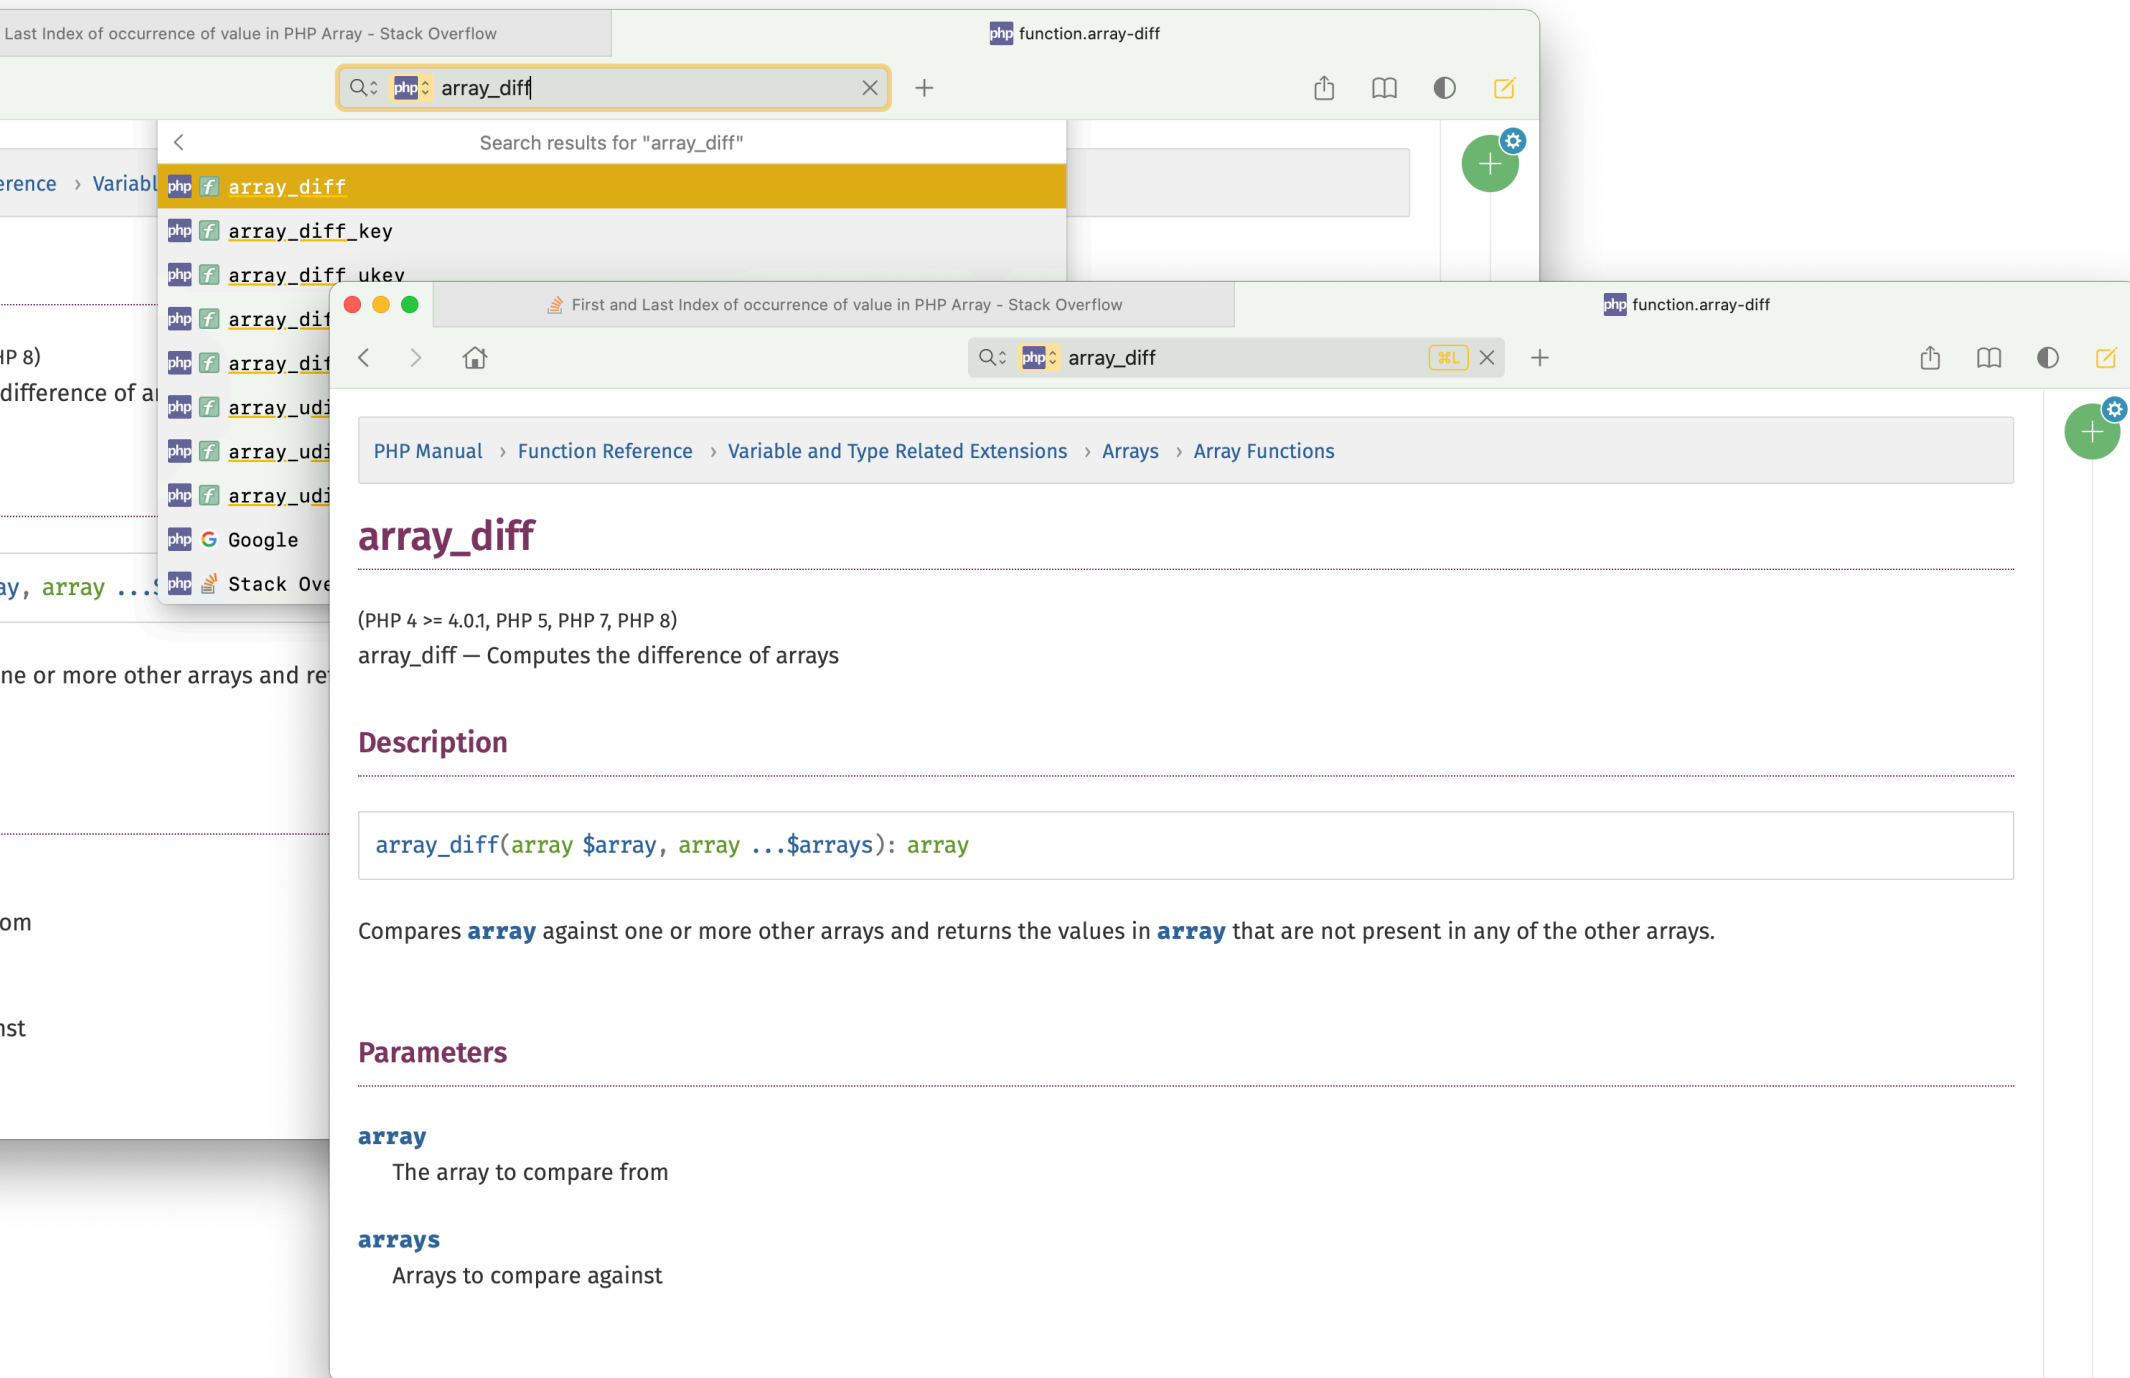 Last Index of occurrence of value in PHP Array - Stack Overflow
php function.array-diff
php array_diff
Search results for "array_diff"
erence › Variabl
php f array_diff
php f array_diff_key
php f array_diff_ukey
php f array_dif
php f array_dif
php f array_udi
php f array_udi
php f array_udi
php G Google
php Stack Ove
HP 8)
difference of ar
ay, array ...$
ne or more other arrays and ret
om
nst
First and Last Index of occurrence of value in PHP Array - Stack Overflow
php function.array-diff
php array_diff ⌘L
PHP Manual › Function Reference › Variable and Type Related Extensions › Arrays › Array Functions
array_diff
(PHP 4 >= 4.0.1, PHP 5, PHP 7, PHP 8)
array_diff — Computes the difference of arrays
Description
array_diff(array $array, array ...$arrays): array
Compares array against one or more other arrays and returns the values in array that are not present in any of the other arrays.
Parameters
array
The array to compare from
arrays
Arrays to compare against